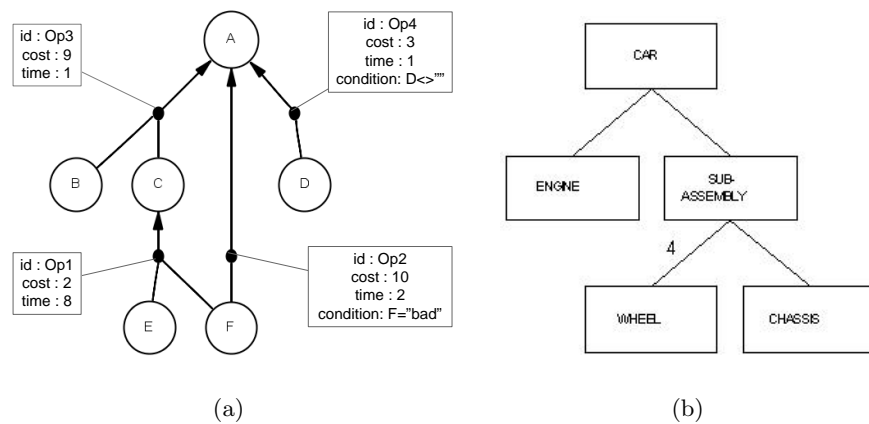 id : Op3
cost : 9
time : 1
A
id : Op4
cost : 3
time : 1
condition: D<>""
B
C
D
id : Op1
cost : 2
time : 8
id : Op2
cost : 10
time : 2
condition: F="bad"
E
F
(a)
CAR
ENGINE
SUB-
ASSEMBLY
4
WHEEL
CHASSIS
(b)